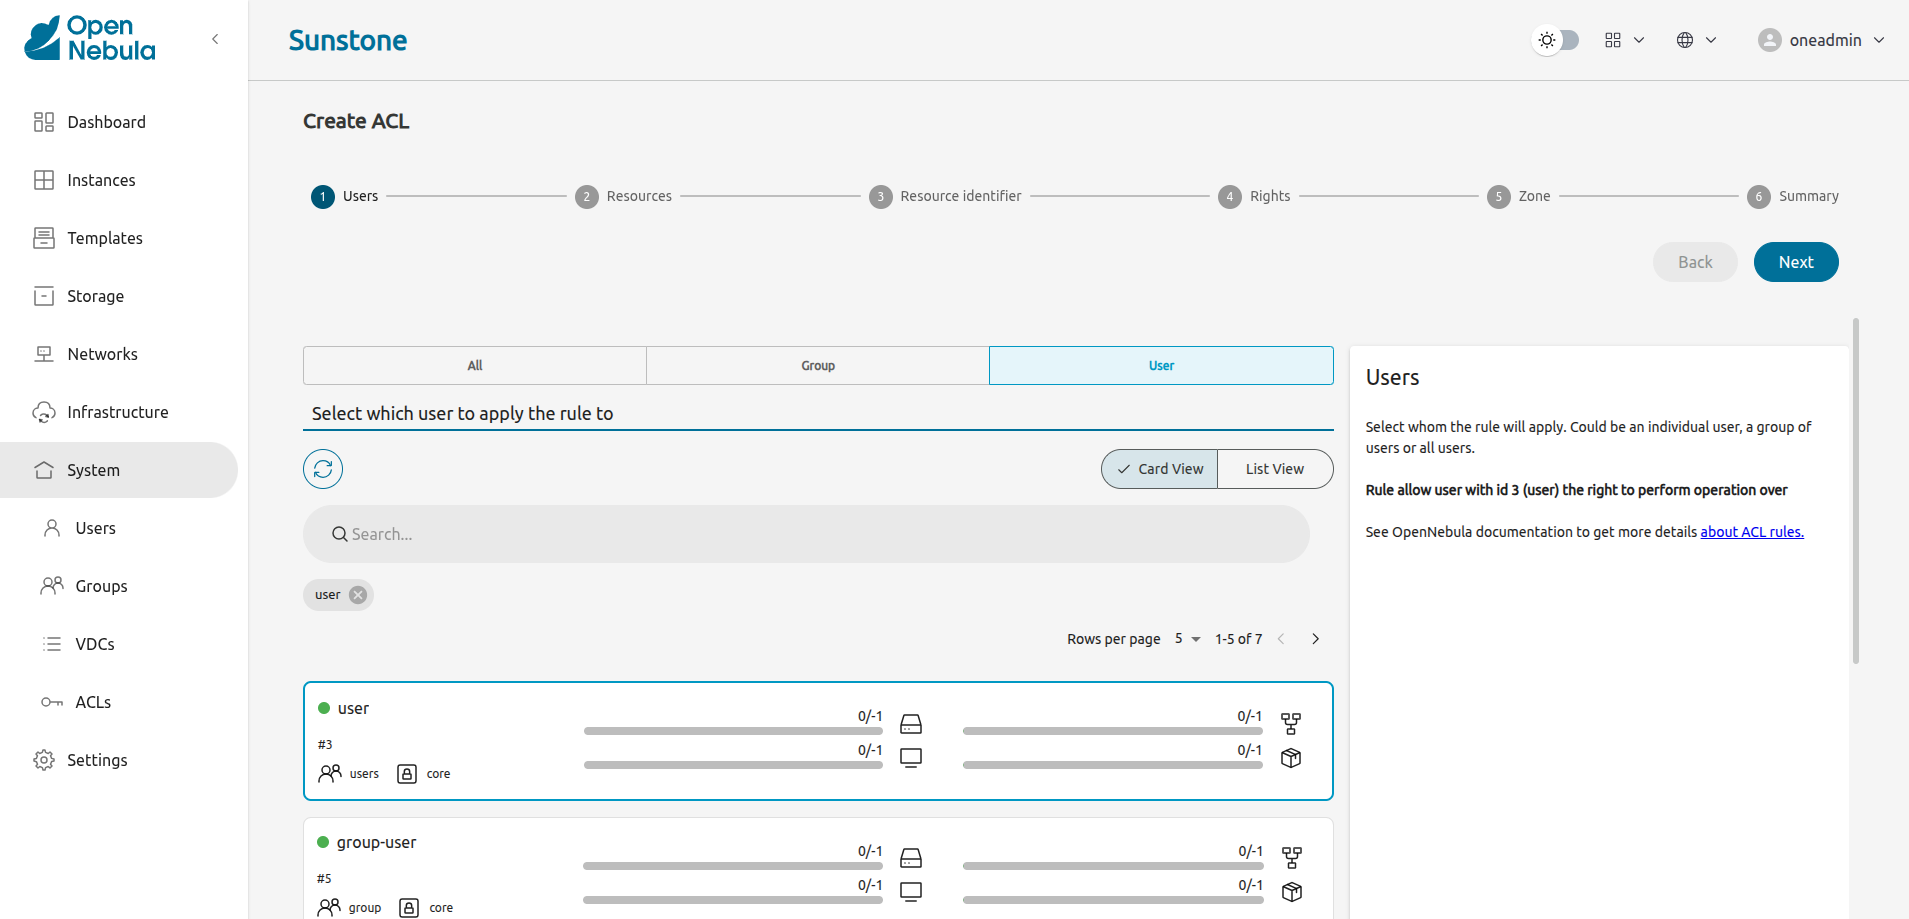 Open
Nebula
Sunstone
oneadmin
Dashboard
Instances
Templates
Storage
Networks
Infrastructure
System
Users
Groups
VDCs
ACLs
Settings
Create ACL
1 Users 2 Resources 3 Resource identifier 4 Rights 5 Zone 6 Summary
Back Next
All Group User
Select which user to apply the rule to
Card View List View
Search...
user
Rows per page 5 1-5 of 7
user
#3
users core
0/-1 0/-1
0/-1 0/-1
group-user
#5
group core
0/-1 0/-1
0/-1 0/-1
Users
Select whom the rule will apply. Could be an individual user, a group of
users or all users.
Rule allow user with id 3 (user) the right to perform operation over
See OpenNebula documentation to get more details about ACL rules.